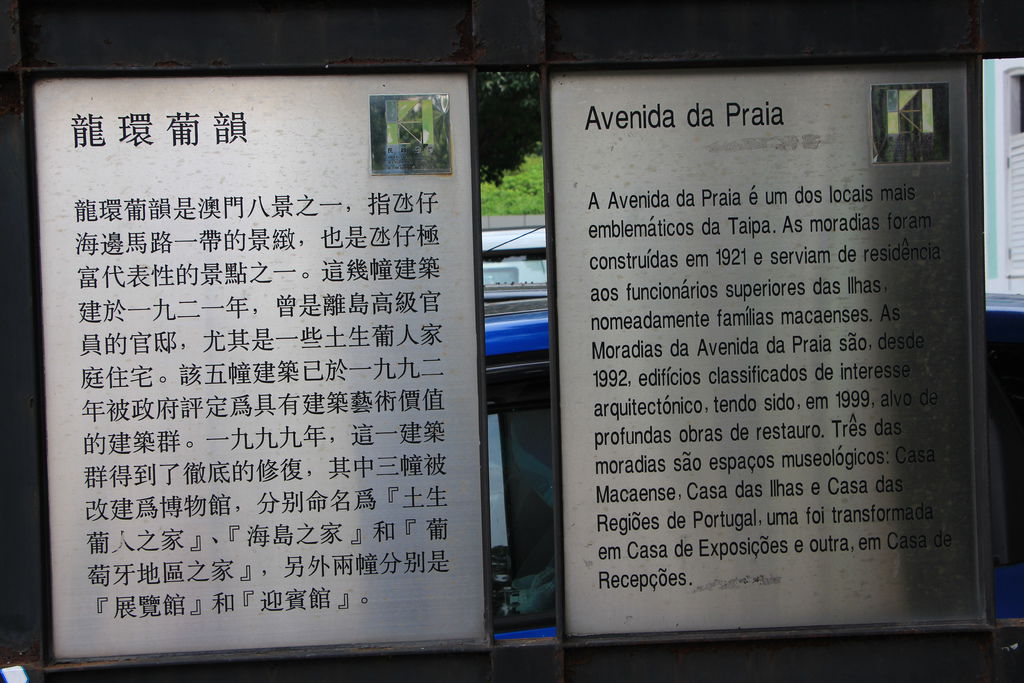 龍環葡韻
龍環葡韻是澳門八景之一，指氹仔
海邊馬路一帶的景緻，也是氹仔極
富代表性的景點之一。這幾幢建築
建於一九二一年，曾是離島高級官
員的官邸，尤其是一些土生葡人家
庭住宅。該五幢建築已於一九九二
年被政府評定爲具有建築藝術價值
的建築群。一九九九年，這一建築
群得到了徹底的修復，其中三幢被
改建爲博物館，分别命名爲『土生
葡人之家』、『海島之家』和『葡
萄牙地區之家』，另外兩幢分别是
『展覽館』和『迎賓館』。
Avenida da Praia
A Avenida da Praia é um dos locais mais
emblemáticos da Taipa. As moradias foram
construídas em 1921 e serviam de residência
aos funcionários superiores das Ilhas,
nomeadamente famílias macaenses. As
Moradias da Avenida da Praia são, desde
1992, edifícios classificados de interesse
arquitectónico, tendo sido, em 1999, alvo de
profundas obras de restauro. Três das
moradias são espaços museológicos: Casa
Macaense, Casa das Ilhas e Casa das
Regiões de Portugal, uma foi transformada
em Casa de Exposições e outra, em Casa de
Recepções.